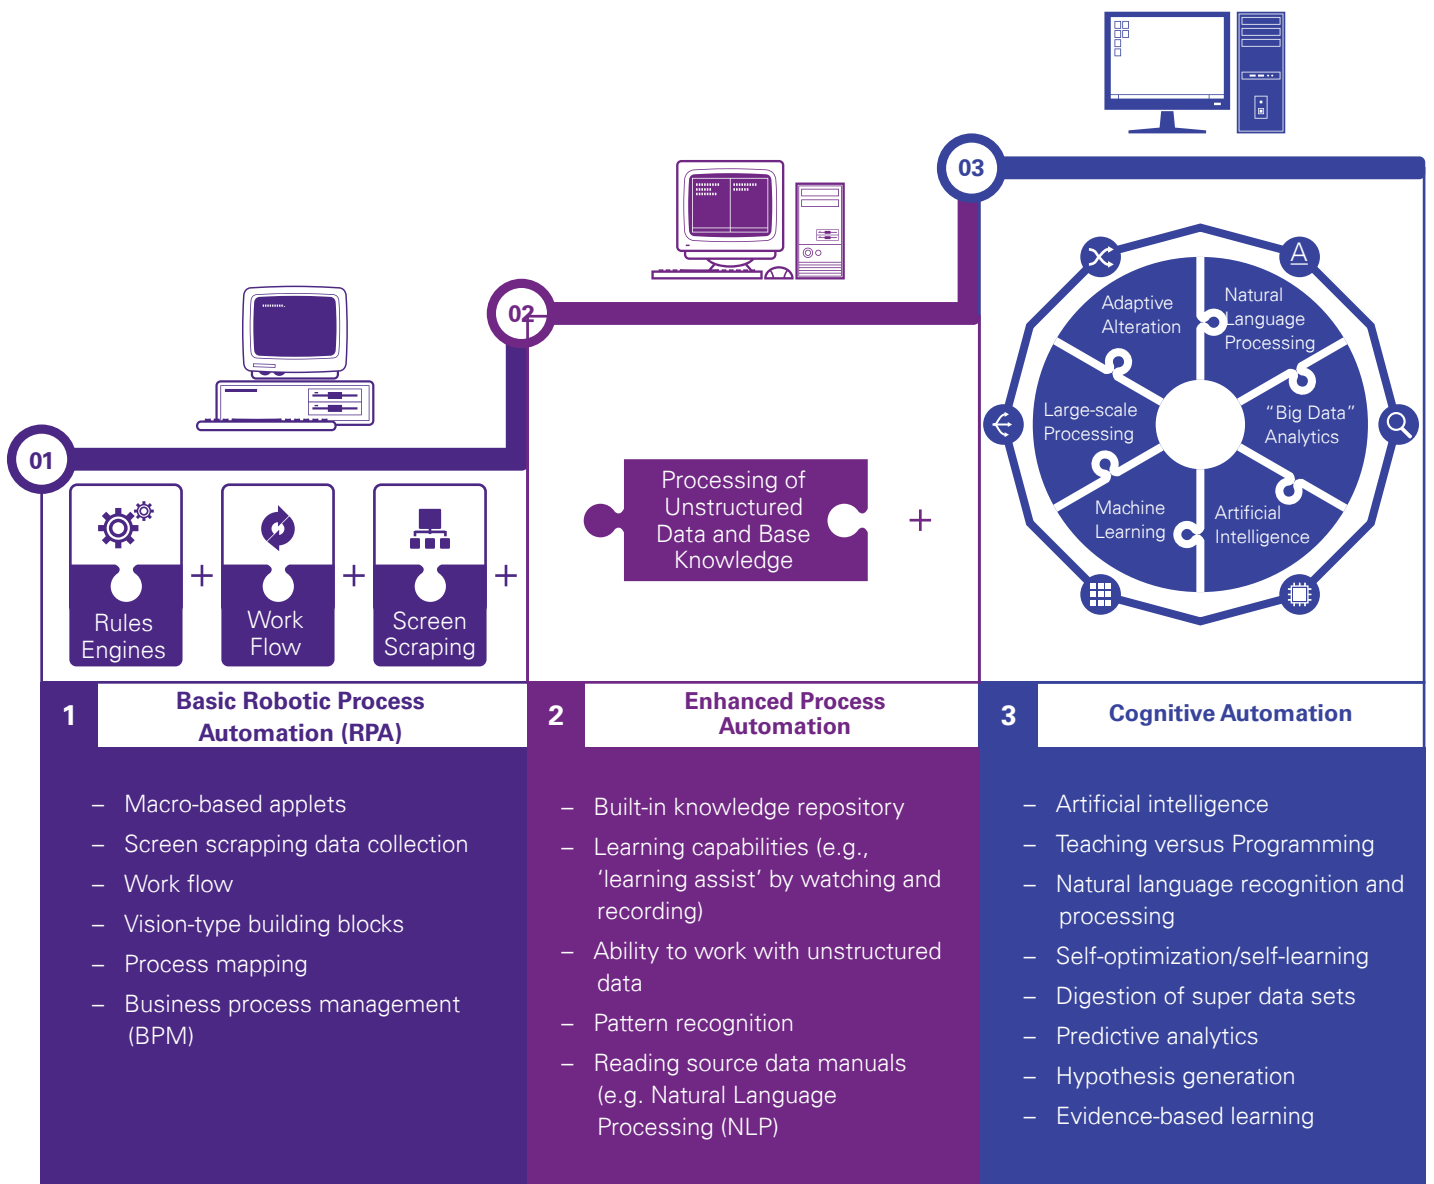 03
02
01
Adaptive
Alteration
Natural
Language
Processing
Large-scale
Processing
“Big Data”
Analytics
Machine
Learning
Artificial
Intelligence
Processing of
Unstructured
Data and Base
Knowledge
+
+
+
+
A
Rules
Engines
Work
Flow
Screen
Scraping
1
Basic Robotic Process
Automation (RPA)
– Macro-based applets
– Screen scrapping data collection
– Work flow
– Vision-type building blocks
– Process mapping
– Business process management
(BPM)
2
Enhanced Process
Automation
– Built-in knowledge repository
– Learning capabilities (e.g.,
‘learning assist’ by watching and
recording)
– Ability to work with unstructured
data
– Pattern recognition
– Reading source data manuals
(e.g. Natural Language
Processing (NLP)
3
Cognitive Automation
– Artificial intelligence
– Teaching versus Programming
– Natural language recognition and
processing
– Self-optimization/self-learning
– Digestion of super data sets
– Predictive analytics
– Hypothesis generation
– Evidence-based learning